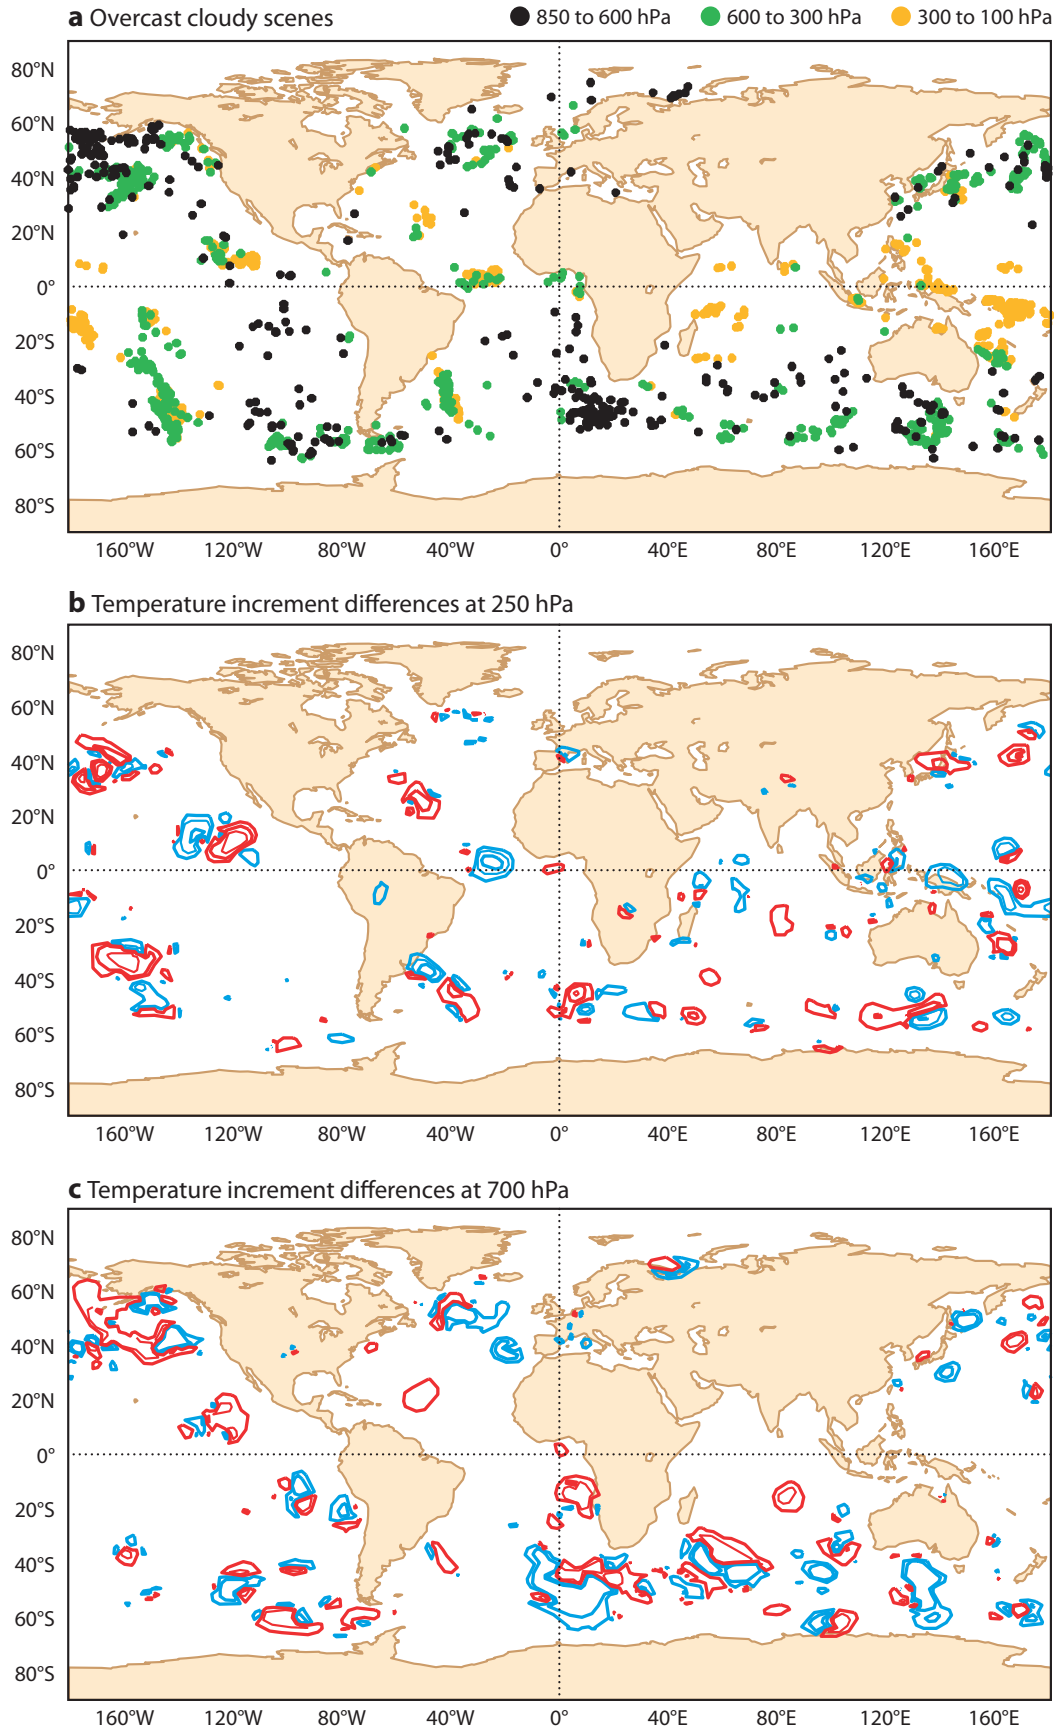 a Overcast cloudy scenes 850 to 600 hPa 600 to 300 hPa 300 to 100 hPa
80°N
60°N
40°N
20°N
0°
20°S
40°S
60°S
80°S
160°W 120°W 80°W 40°W 0° 40°E 80°E 120°E 160°E
b Temperature increment differences at 250 hPa
80°N
60°N
40°N
20°N
0°
20°S
40°S
60°S
80°S
160°W 120°W 80°W 40°W 0° 40°E 80°E 120°E 160°E
c Temperature increment differences at 700 hPa
80°N
60°N
40°N
20°N
0°
20°S
40°S
60°S
80°S
160°W 120°W 80°W 40°W 0° 40°E 80°E 120°E 160°E